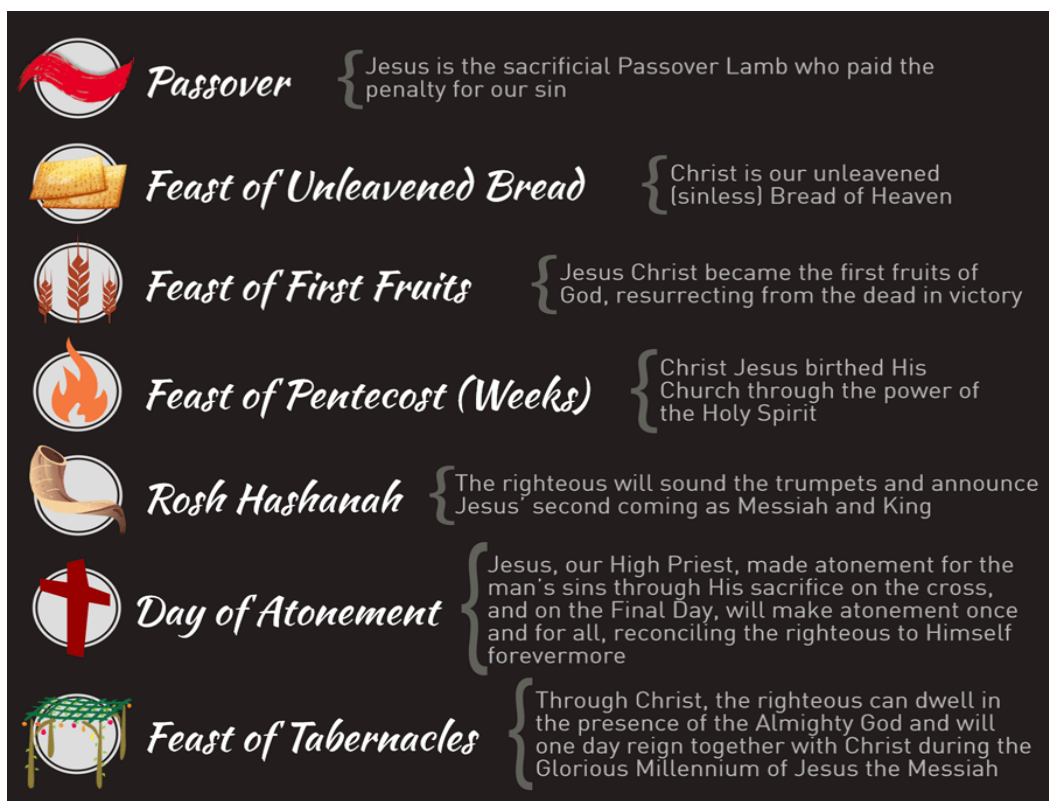 Passover
Jesus is the sacrificial Passover Lamb who paid the
penalty for our sin
Feast of Unleavened Bread
Christ is our unleavened
(sinless) Bread of Heaven
Feast of First Fruits
Jesus Christ became the first fruits of
God, resurrecting from the dead in victory
Feast of Pentecost (Weeks)
Christ Jesus birthed His
Church through the power of
the Holy Spirit
Rosh Hashanah
The righteous will sound the trumpets and announce
Jesus' second coming as Messiah and King
Day of Atonement
Jesus, our High Priest, made atonement for the
man's sins through His sacrifice on the cross,
and on the Final Day, will make atonement once
and for all, reconciling the righteous to Himself
forevermore
Feast of Tabernacles
Through Christ, the righteous can dwell in
the presence of the Almighty God and will
one day reign together with Christ during the
Glorious Millennium of Jesus the Messiah